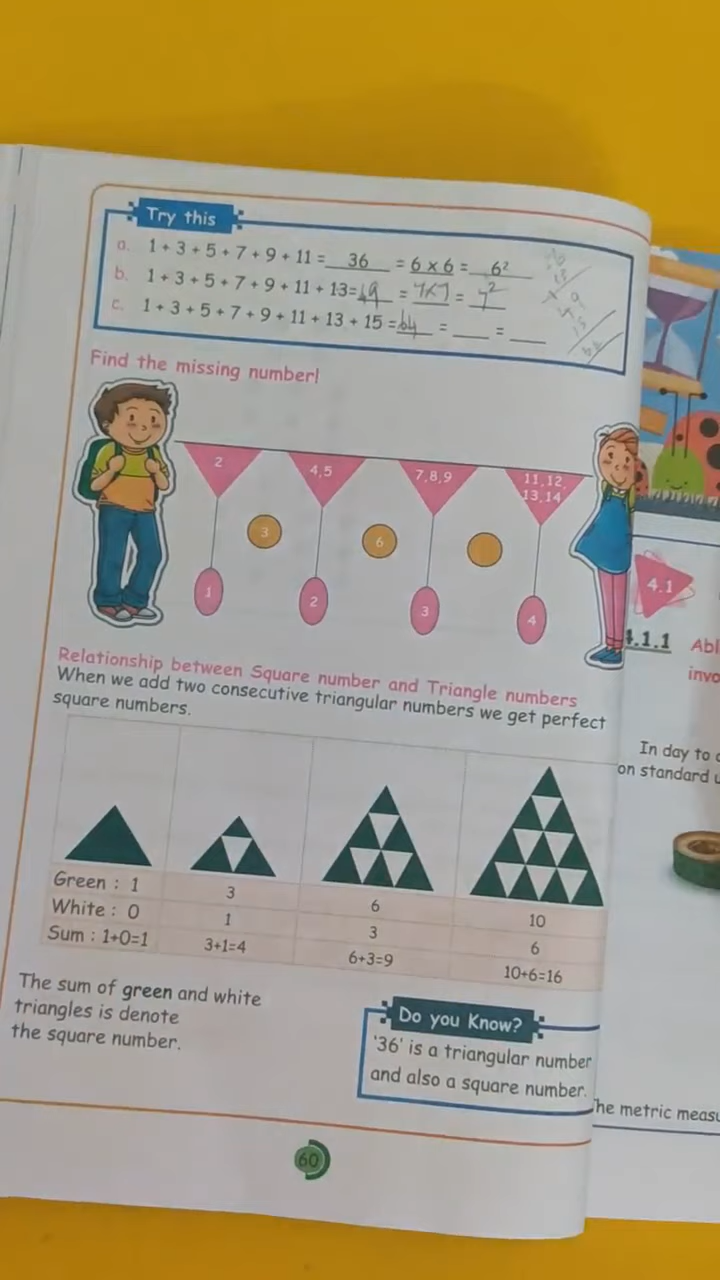 Try this
a. 1 + 3 + 5 + 7 + 9 + 11 = 36 = 6 × 6 = 6²
b. 1 + 3 + 5 + 7 + 9 + 11 + 13= 49 = 7×7 = 7²
c. 1 + 3 + 5 + 7 + 9 + 11 + 13 + 15 = 64 = ___ = ___
Find the missing number!
2
4,5
7,8,9
11,12,
13,14
3
6
1
2
3
4
Relationship between Square number and Triangle numbers
When we add two consecutive triangular numbers we get perfect
square numbers.
Green : 1 3 6 10
White : 0 1 3 6
Sum : 1+0=1 3+1=4 6+3=9 10+6=16
The sum of green and white
triangles is denote
the square number.
Do you Know?
'36' is a triangular number
and also a square number.
60
4.1
4.1.1 Abl
invo
In day to
on standard
The metric measu